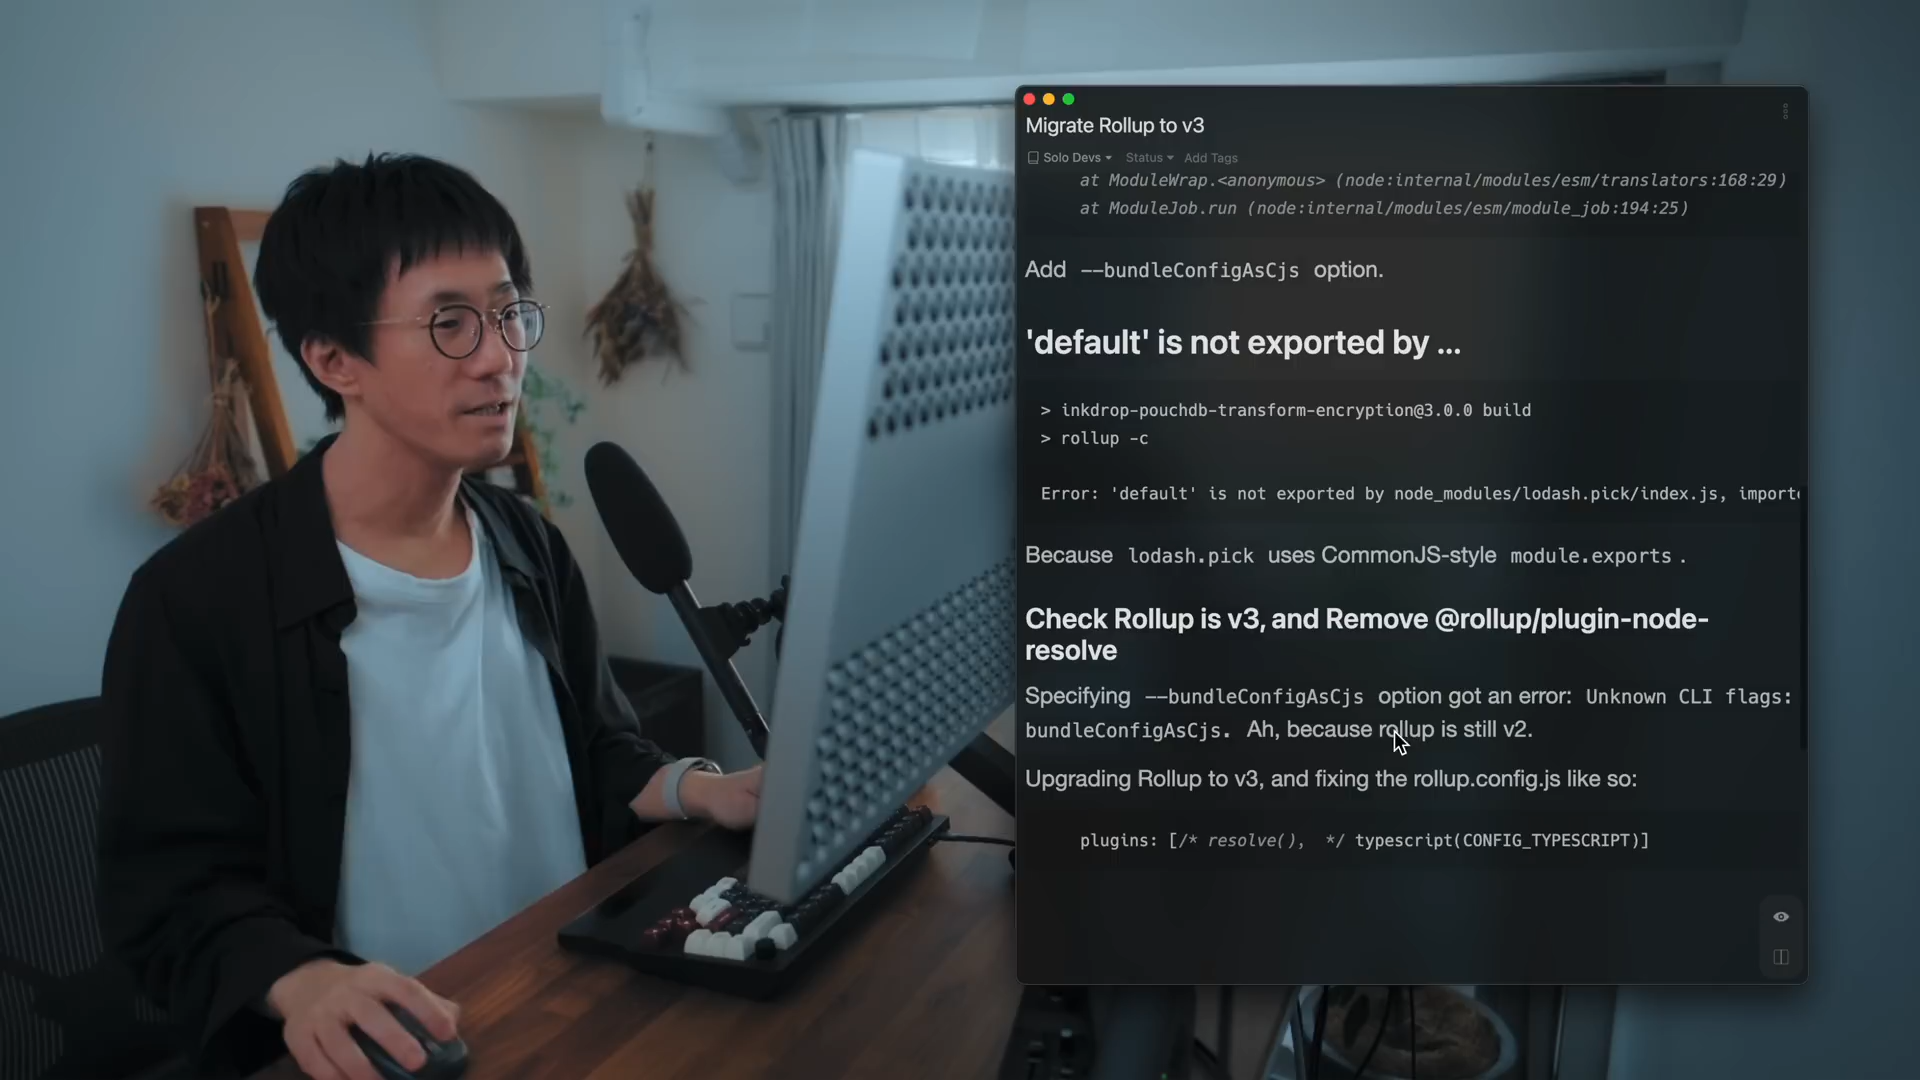 Migrate Rollup to v3
Solo Devs Status Add Tags
at ModuleWrap.<anonymous> (node:internal/modules/esm/translators:168:29)
at ModuleJob.run (node:internal/modules/esm/module_job:194:25)
Add --bundleConfigAsCjs option.
'default' is not exported by ...
> inkdrop-pouchdb-transform-encryption@3.0.0 build
> rollup -c
Error: 'default' is not exported by node_modules/lodash.pick/index.js, importe
Because lodash.pick uses CommonJS-style module.exports .
Check Rollup is v3, and Remove @rollup/plugin-node-
resolve
Specifying --bundleConfigAsCjs option got an error: Unknown CLI flags:
bundleConfigAsCjs. Ah, because rollup is still v2.
Upgrading Rollup to v3, and fixing the rollup.config.js like so:
plugins: [/* resolve(), */ typescript(CONFIG_TYPESCRIPT)]